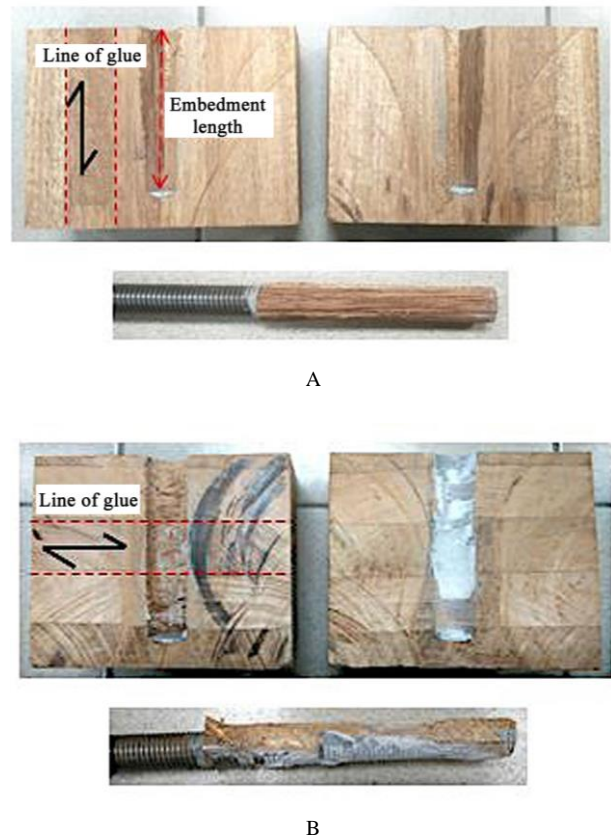 Line of glue
Embedment
length
A
Line of glue
B